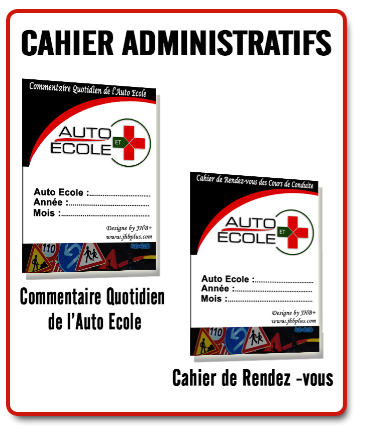 CAHIER ADMINISTRATIFS
Commentaire Quotidien de l'Auto Ecole
AUTO
ET
ECOLE
Auto Ecole :
Année :
Mois :
Designe by JHB+
www.jhbplus.com
110
Commentaire Quotidien
de l'Auto Ecole
Cahier de Rendez-vous des Cours de Conduite
AUTO
ET
ECOLE
Auto Ecole :
Année :
Mois :
Designe by JHB+
www.jhbplus.com
110
Cahier de Rendez -vous